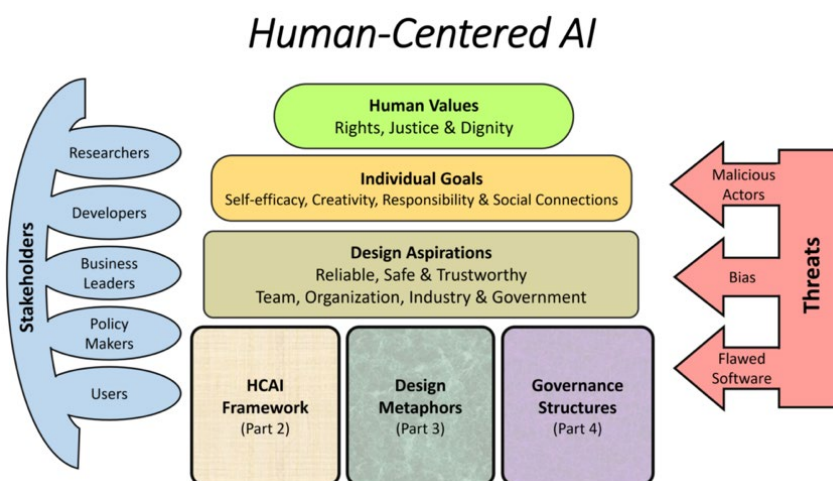 Human-Centered AI
Stakeholders
Researchers
Developers
Business
Leaders
Policy
Makers
Users
Human Values
Rights, Justice & Dignity
Individual Goals
Self-efficacy, Creativity, Responsibility & Social Connections
Design Aspirations
Reliable, Safe & Trustworthy
Team, Organization, Industry & Government
HCAI
Framework
(Part 2)
Design
Metaphors
(Part 3)
Governance
Structures
(Part 4)
Malicious
Actors
Bias
Flawed
Software
Threats